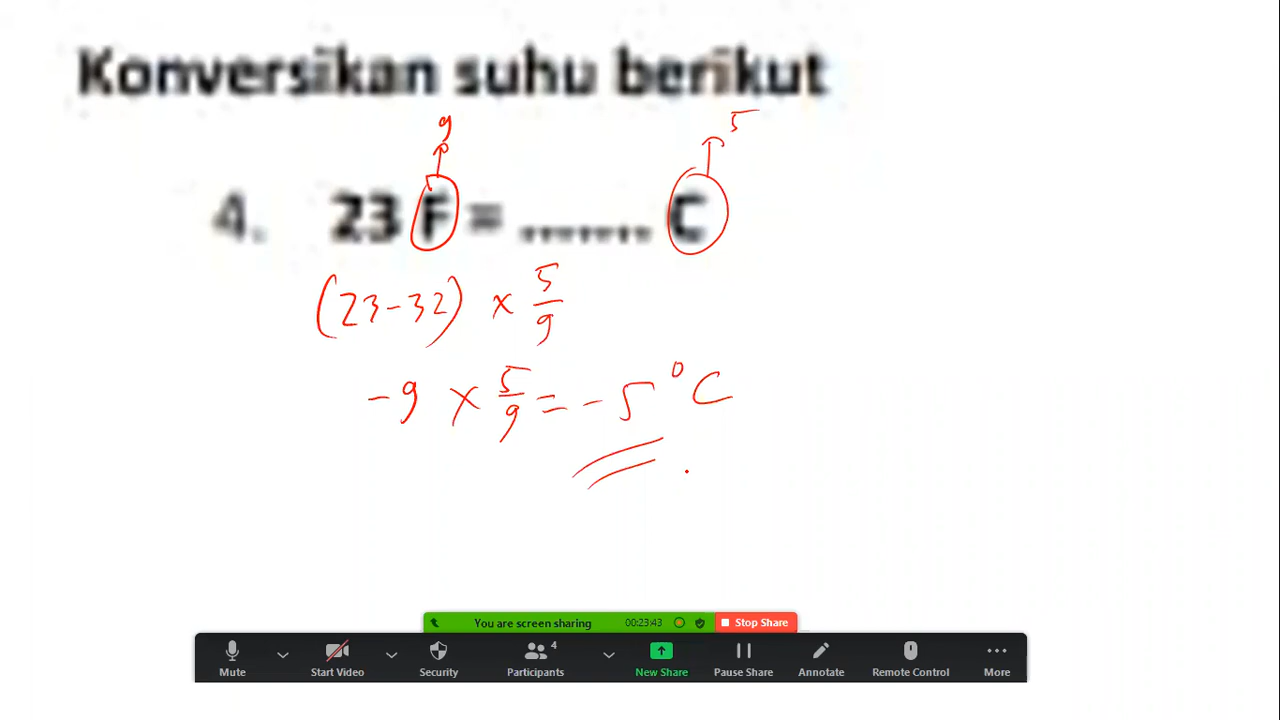 Konversikan suhu berikut
9
5
4. 23 F = ........ C
(23-32) × 5/9
-9 × 5/9 = -5 °C
You are screen sharing 00:23:43 Stop Share
4
Mute Start Video Security Participants New Share Pause Share Annotate Remote Control More